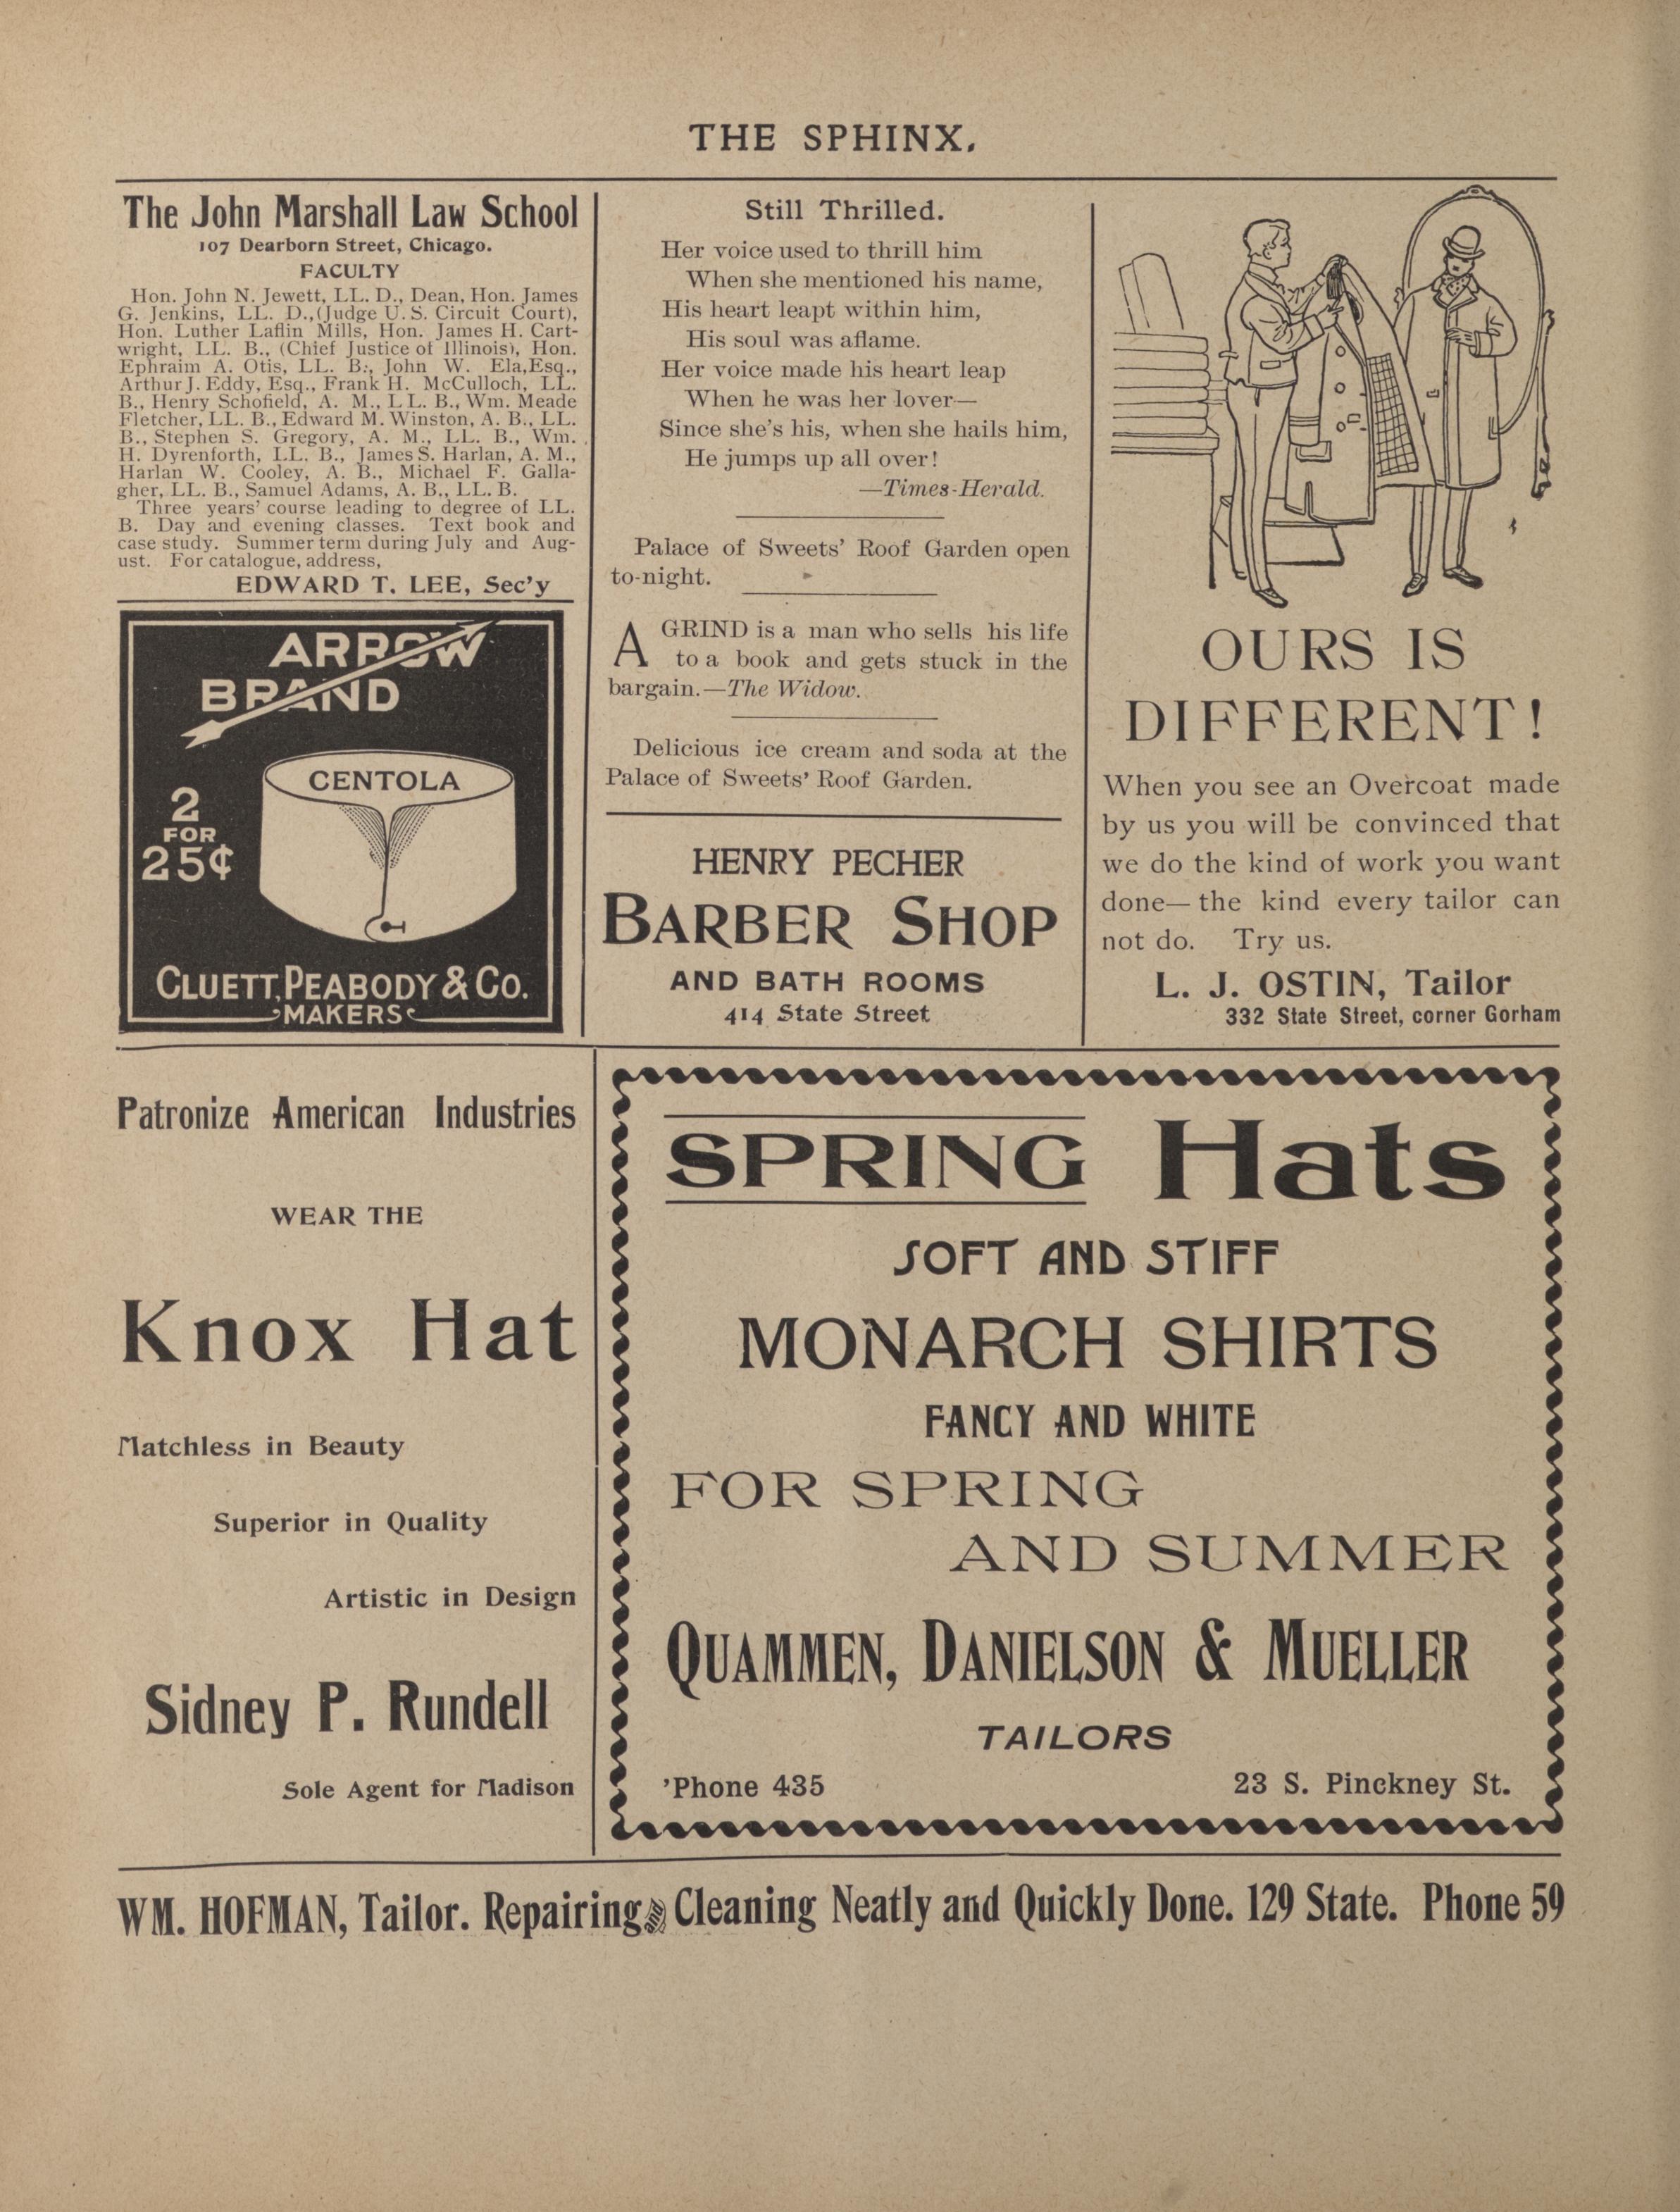 THE SPHINX.
The John Marshall Law School
107 Dearborn Street, Chicago.
FACULTY
Hon. John N. Jewett, LL. D., Dean, Hon. James
G. Jenkins, LL. D.,(Judge U. S. Circuit Court),
Hon. Luther Laflin Mills, Hon. James H. Cart-
wright, LL. B., (Chief Justice of Illinois), Hon.
Ephraim A. Otis, LL. B., John W. Ela,Esq.,
Arthur J. Eddy, Esq., Frank H. McCulloch, LL.
B., Henry Schofield, A. M., L L. B., Wm. Meade
Fletcher, LL. B., Edward M. Winston, A. B., LL.
B., Stephen S. Gregory, A. M., LL. B., Wm.
H. Dyrenforth, LL. B., James S. Harlan, A. M.,
Harlan W. Cooley, A. B., Michael F. Galla-
gher, LL. B., Samuel Adams, A. B., LL. B.
Three years' course leading to degree of LL.
B. Day and evening classes. Text book and
case study. Summer term during July and Aug-
ust. For catalogue, address,
EDWARD T. LEE, Sec'y
ARROW
BRAND
CENTOLA
2
FOR
25¢
CLUETT, PEABODY & CO.
MAKERS
Still Thrilled.
Her voice used to thrill him
When she mentioned his name,
His heart leapt within him,
His soul was aflame.
Her voice made his heart leap
When he was her lover—
Since she's his, when she hails him,
He jumps up all over!
—Times-Herald.
Palace of Sweets' Roof Garden open
to-night.
A GRIND is a man who sells his life
to a book and gets stuck in the
bargain.—The Widow.
Delicious ice cream and soda at the
Palace of Sweets' Roof Garden.
HENRY PECHER
BARBER SHOP
AND BATH ROOMS
414 State Street
OURS IS
DIFFERENT!
When you see an Overcoat made
by us you will be convinced that
we do the kind of work you want
done—the kind every tailor can
not do. Try us.
L. J. OSTIN, Tailor
332 State Street, corner Gorham
Patronize American Industries
WEAR THE
Knox Hat
Matchless in Beauty
Superior in Quality
Artistic in Design
Sidney P. Rundell
Sole Agent for Madison
SPRING Hats
SOFT AND STIFF
MONARCH SHIRTS
FANCY AND WHITE
FOR SPRING
AND SUMMER
QUAMMEN, DANIELSON & MUELLER
TAILORS
'Phone 435
23 S. Pinckney St.
WM. HOFMAN, Tailor. Repairing Cleaning Neatly and Quickly Done. 129 State. Phone 59